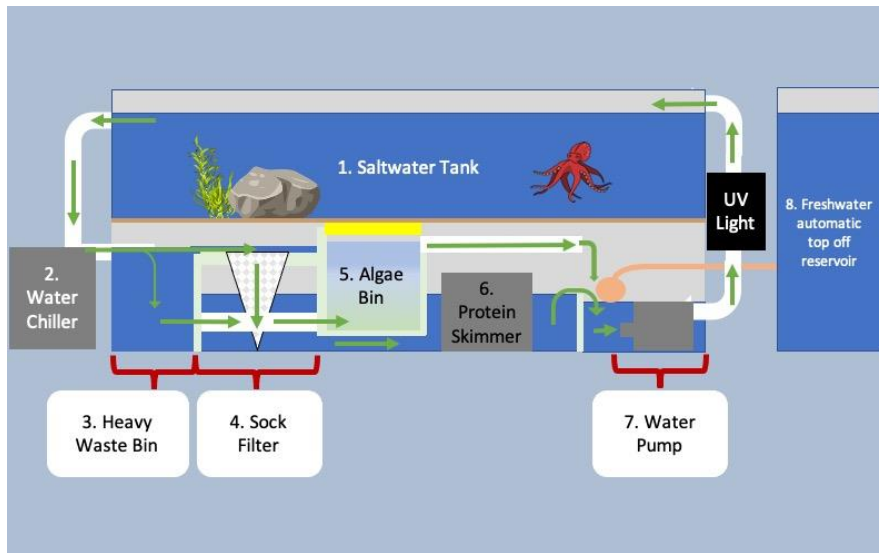 1. Saltwater Tank
UV
Light
8. Freshwater
automatic
top off
reservoir
2.
Water
Chiller
5. Algae
Bin
6.
Protein
Skimmer
3. Heavy
Waste Bin
4. Sock
Filter
7. Water
Pump